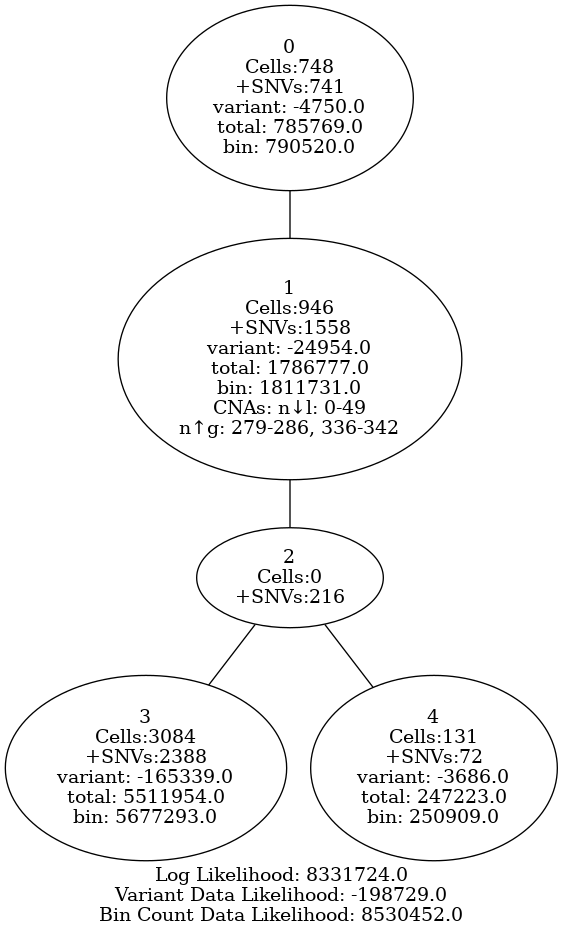 0
Cells:748
+SNVs:741
variant: -4750.0
total: 785769.0
bin: 790520.0
1
Cells:946
+SNVs:1558
variant: -24954.0
total: 1786777.0
bin: 1811731.0
CNAs: n↓l: 0-49
n↑g: 279-286, 336-342
2
Cells:0
+SNVs:216
3
Cells:3084
+SNVs:2388
variant: -165339.0
total: 5511954.0
bin: 5677293.0
4
Cells:131
+SNVs:72
variant: -3686.0
total: 247223.0
bin: 250909.0
Log Likelihood: 8331724.0
Variant Data Likelihood: -198729.0
Bin Count Data Likelihood: 8530452.0